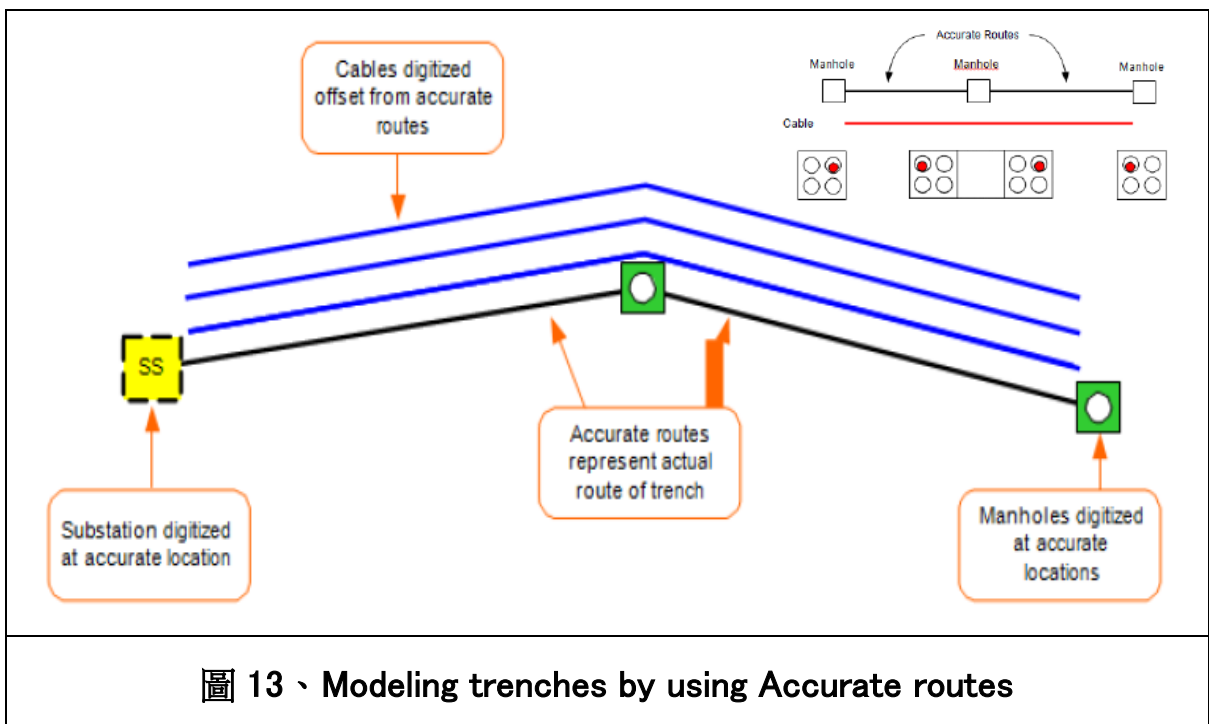 Cables digitized
offset from accurate
routes
Accurate Routes
Manhole
Manhole
Manhole
Cable
SS
Accurate routes
represent actual
route of trench
Substation digitized
at accurate location
Manholes digitized
at accurate
locations
圖 13、Modeling trenches by using Accurate routes